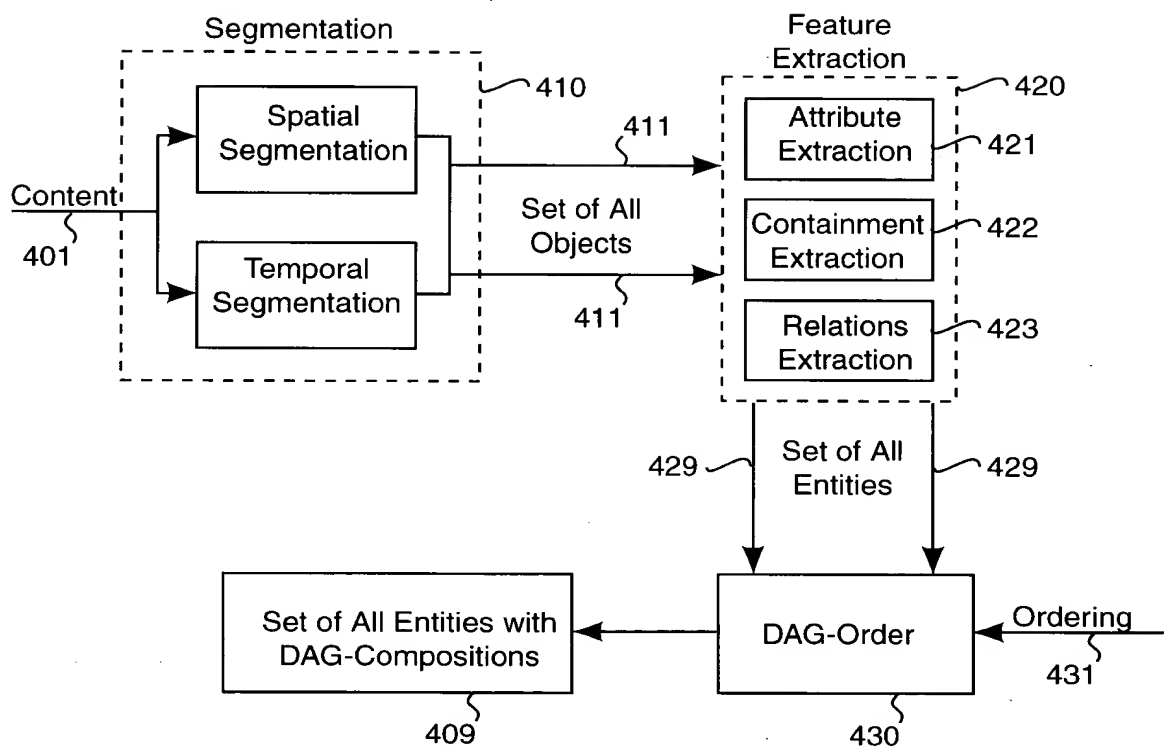 Segmentation
Feature
Extraction
410
420
Spatial
Segmentation
Attribute
Extraction
421
411
Content
401
Set of All
Objects
Containment
Extraction
422
Temporal
Segmentation
411
Relations
Extraction
423
429
Set of All
Entities
429
Set of All Entities with
DAG-Compositions
DAG-Order
Ordering
431
409
430